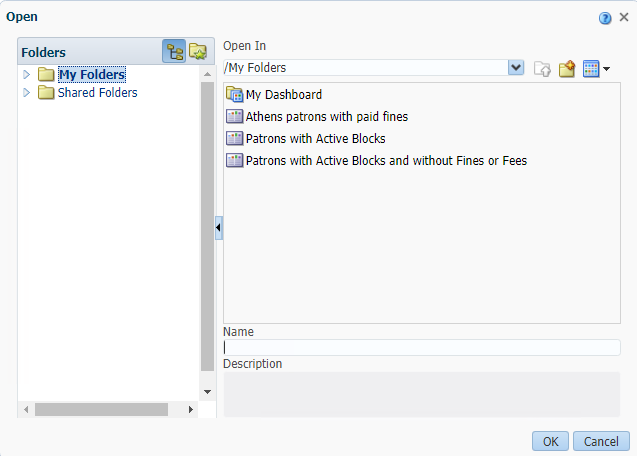 Open
Folders
My Folders
Shared Folders
Open In
/My Folders
My Dashboard
Athens patrons with paid fines
Patrons with Active Blocks
Patrons with Active Blocks and without Fines or Fees
Name
Description
OK
Cancel